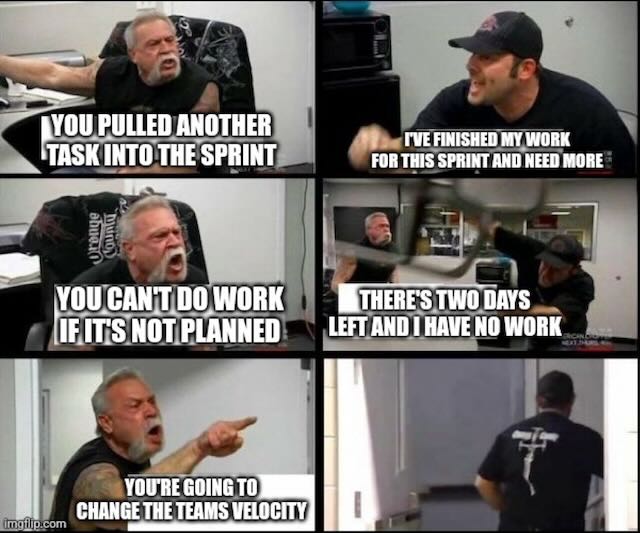 YOU PULLED ANOTHER
TASK INTO THE SPRINT
I'VE FINISHED MY WORK
FOR THIS SPRINT AND NEED MORE
Orange
County
YOU CAN'T DO WORK
IF IT'S NOT PLANNED
THERE'S TWO DAYS
LEFT AND I HAVE NO WORK
YOU'RE GOING TO
CHANGE THE TEAMS VELOCITY
imgflip.com